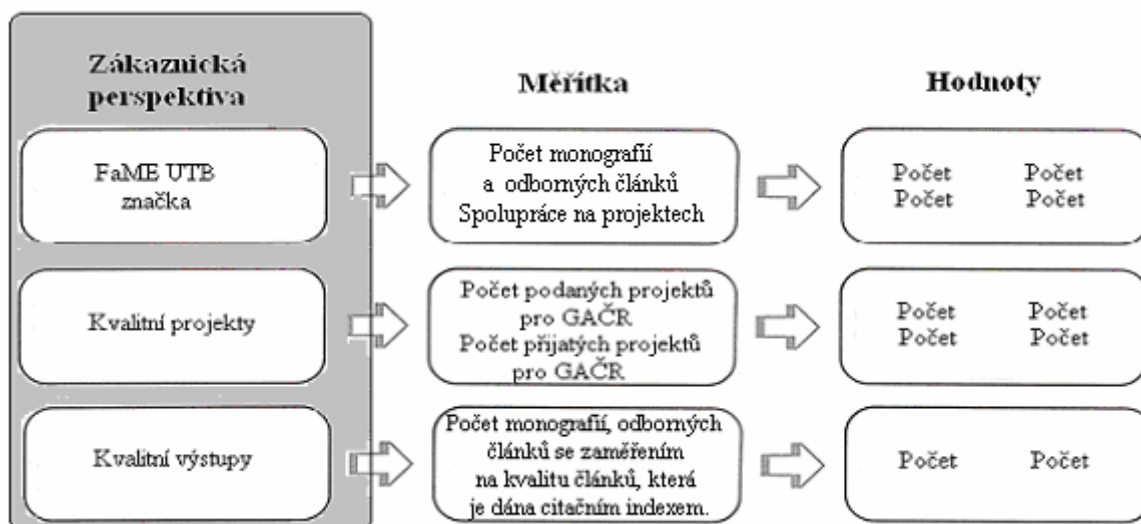 Zákaznická
perspektiva
Měřítka
Hodnoty
FaME UTB
značka
Počet monografií
a odborných článků
Spolupráce na projektech
Počet Počet
Počet Počet
Kvalitní projekty
Počet podaných projektů
pro GAČR
Počet přijatých projektů
pro GAČR
Počet Počet
Počet Počet
Kvalitní výstupy
Počet monografií, odborných
článků se zaměřením
na kvalitu článků, která
je dána citačním indexem.
Počet Počet